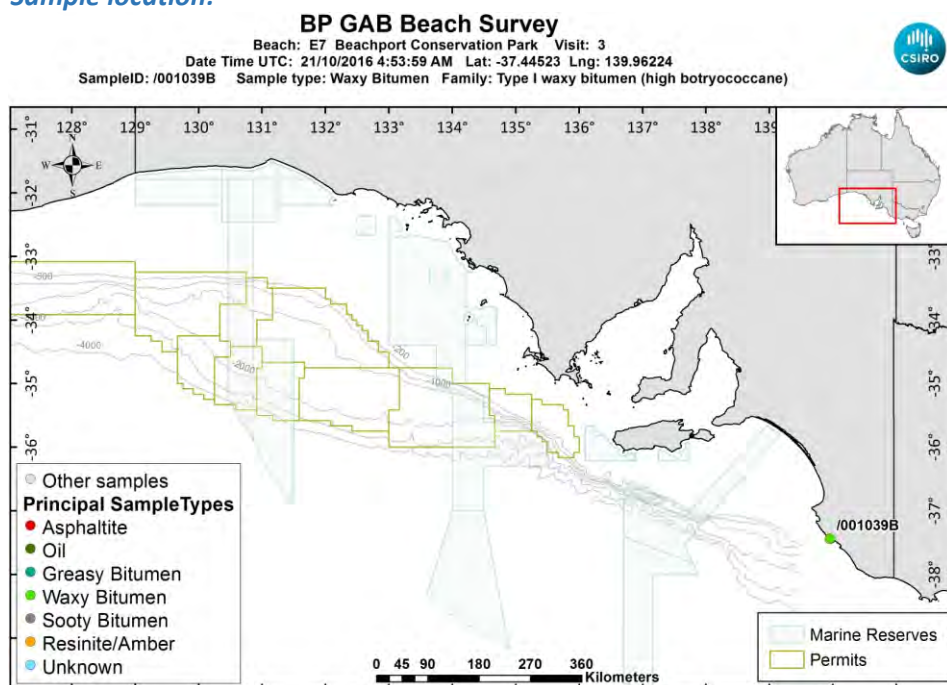 Sample location:
BP GAB Beach Survey
Beach: E7 Beachport Conservation Park Visit: 3
Date Time UTC: 21/10/2016 4:53:59 AM Lat: -37.44523 Lng: 139.96224
SampleID: /001039B Sample type: Waxy Bitumen Family: Type I waxy bitumen (high botryococcane)
CSIRO
128° 129° 130° 131° 132° 133° 134° 135° 136° 137° 138° 139
-31° -32° -33° -34° -35° -36° -37° -38°
N
W E
S
-32° -33° -34° -35° -36° -37° -38°
-200
-1000
-2000
-4000
/001039B
Other samples
Principal SampleTypes
Asphaltite
Oil
Greasy Bitumen
Waxy Bitumen
Sooty Bitumen
Resinite/Amber
Unknown
0 45 90 180 270 360
Kilometers
Marine Reserves
Permits